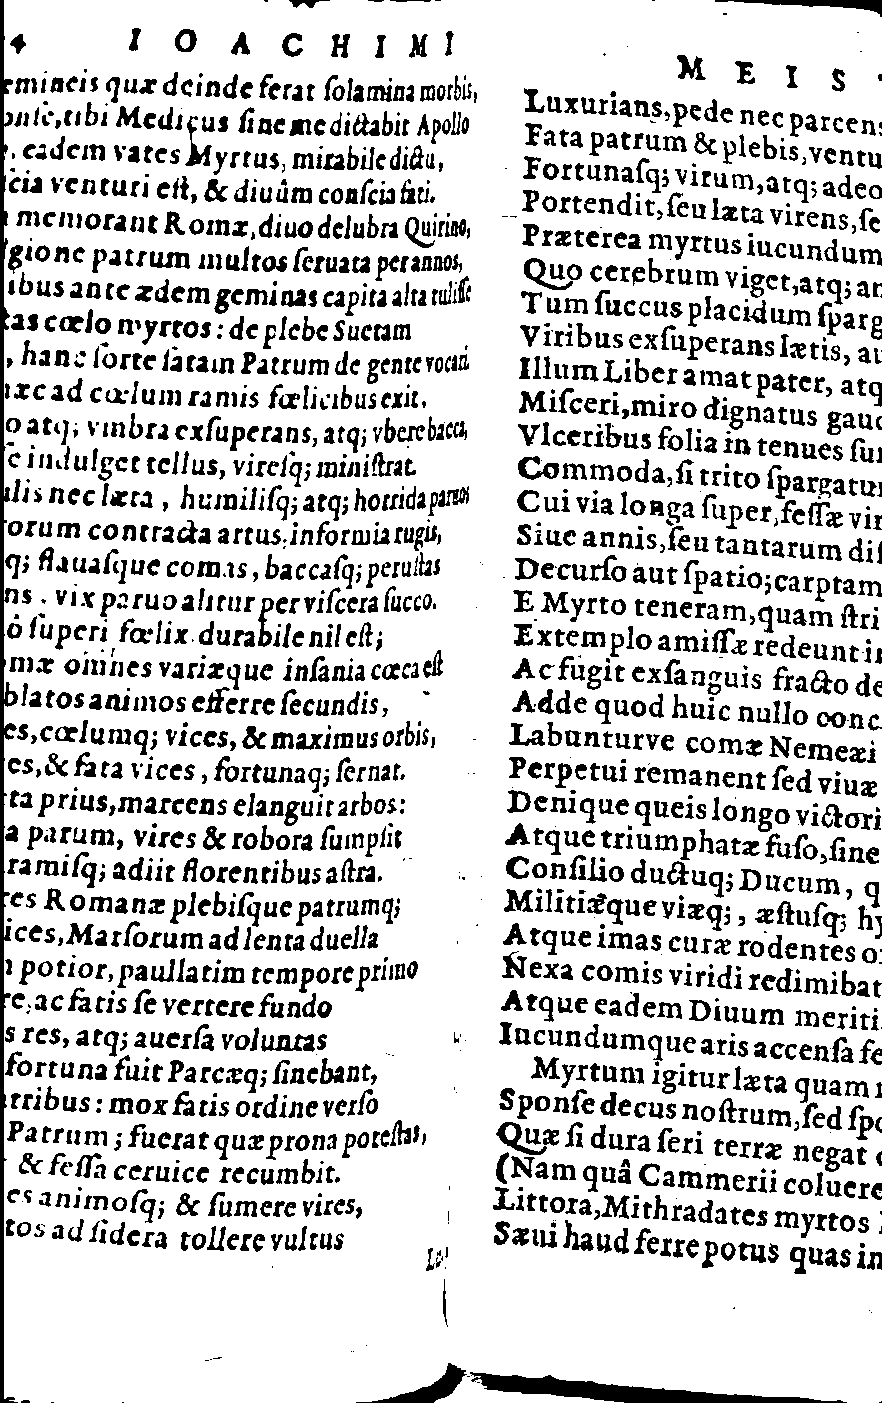 4 IOACHIMI
emineis quæ deinde ferat ſolamina morbis,
tibi Medicus ſine me dictabit Apollo
eadem vates Myrtus, mirabile dictu,
venturi eſt, & diuûm conſcia fati.
memorant Romæ, diuo delubra Quirino,
gione patrum multos ſeruata per annos,
ibus ante ædem geminas capita alta tuliſſe
tas cœlo myrtos: de plebe Suetam
, hanc ſorte ſatam Patrum de gente vocari
ad cœlum ramis fœlicibus exit.
o atq; vmbra exſuperans, atq; vbere bacca,
indulget tellus, vireſq; miniſtrat.
nec læta, humiliſq; atq; horrida paruos
orum contracta artus, informia rugis,
q; flauaſque comas, baccaſq; peruſtas
ns. vix paruo alitur per viſcera ſucco.
ô ſuperi fœlix durabile nil eſt;
omnes variæque inſania cœca eſt
blatos animos efferre ſecundis,
es, cœlumq; vices, & maximus orbis,
es, & fata vices, fortunaq; ſernat.
ta prius, marcens elanguit arbos:
a parum, vires & robora ſumpſit
ramiſq; adiit florentibus aſtra.
res Romanæ plebiſque patrumq;
ices, Marſorum ad lenta duella
potior, paullatim tempore primo
re, ac fatis ſe vertere fundo
s res, atq; auerſa voluntas
fortuna fuit Parcæq; ſinebant,
atribus: mox fatis ordine verſo
Patrum; fuerat quæ prona poteſtas,
& feſſa ceruice recumbit.
es animoſq; & ſumere vires,
tos ad ſidera tollere vultus
MEIS
Luxurians, pede nec parcen
Fata patrum & plebis, ventu
Fortunaſq; virum, atq; adeo
Portendit, ſeu læta virens, ſe
Præterea myrtus iucundum
Quo cerebrum viget, atq; an
Tum ſuccus placidum ſparg
Viribus exſuperans lætis, au
Illum Liber amat pater, atq
Miſceri, miro dignatus gaud
Vlceribus folia in tenues ſu
Commoda, ſi trito ſpargatur
Cui via longa ſuper, feſſæ vir
Siue annis, ſeu tantarum diſ
Decurſo aut ſpatio; carptam
E Myrto teneram, quam ſtri
Extemplo amiſſæ redeunt in
Ac fugit exſanguis fracto de
Adde quod huic nullo conc
Labunturve comæ Nemeæi
Perpetui remanent ſed viuæ
Denique queis longo victori
Atque triumphatæ fuſo, ſine
Conſilio ductuq; Ducum, q
Militiæque viæq;, æſtuſq; hy
Atque imas curæ rodentes o
Nexa comis viridi redimibat
Atque eadem Diuum meriti
Iucundumque aris accenſa fe
Myrtum igitur læta quam
Sponſe decus noſtrum, ſed ſpo
Quæ ſi dura feri terræ negat
(Nam quâ Cammerii coluere
Littora, Mithradates myrtos
Sæui haud ferre potus quas in